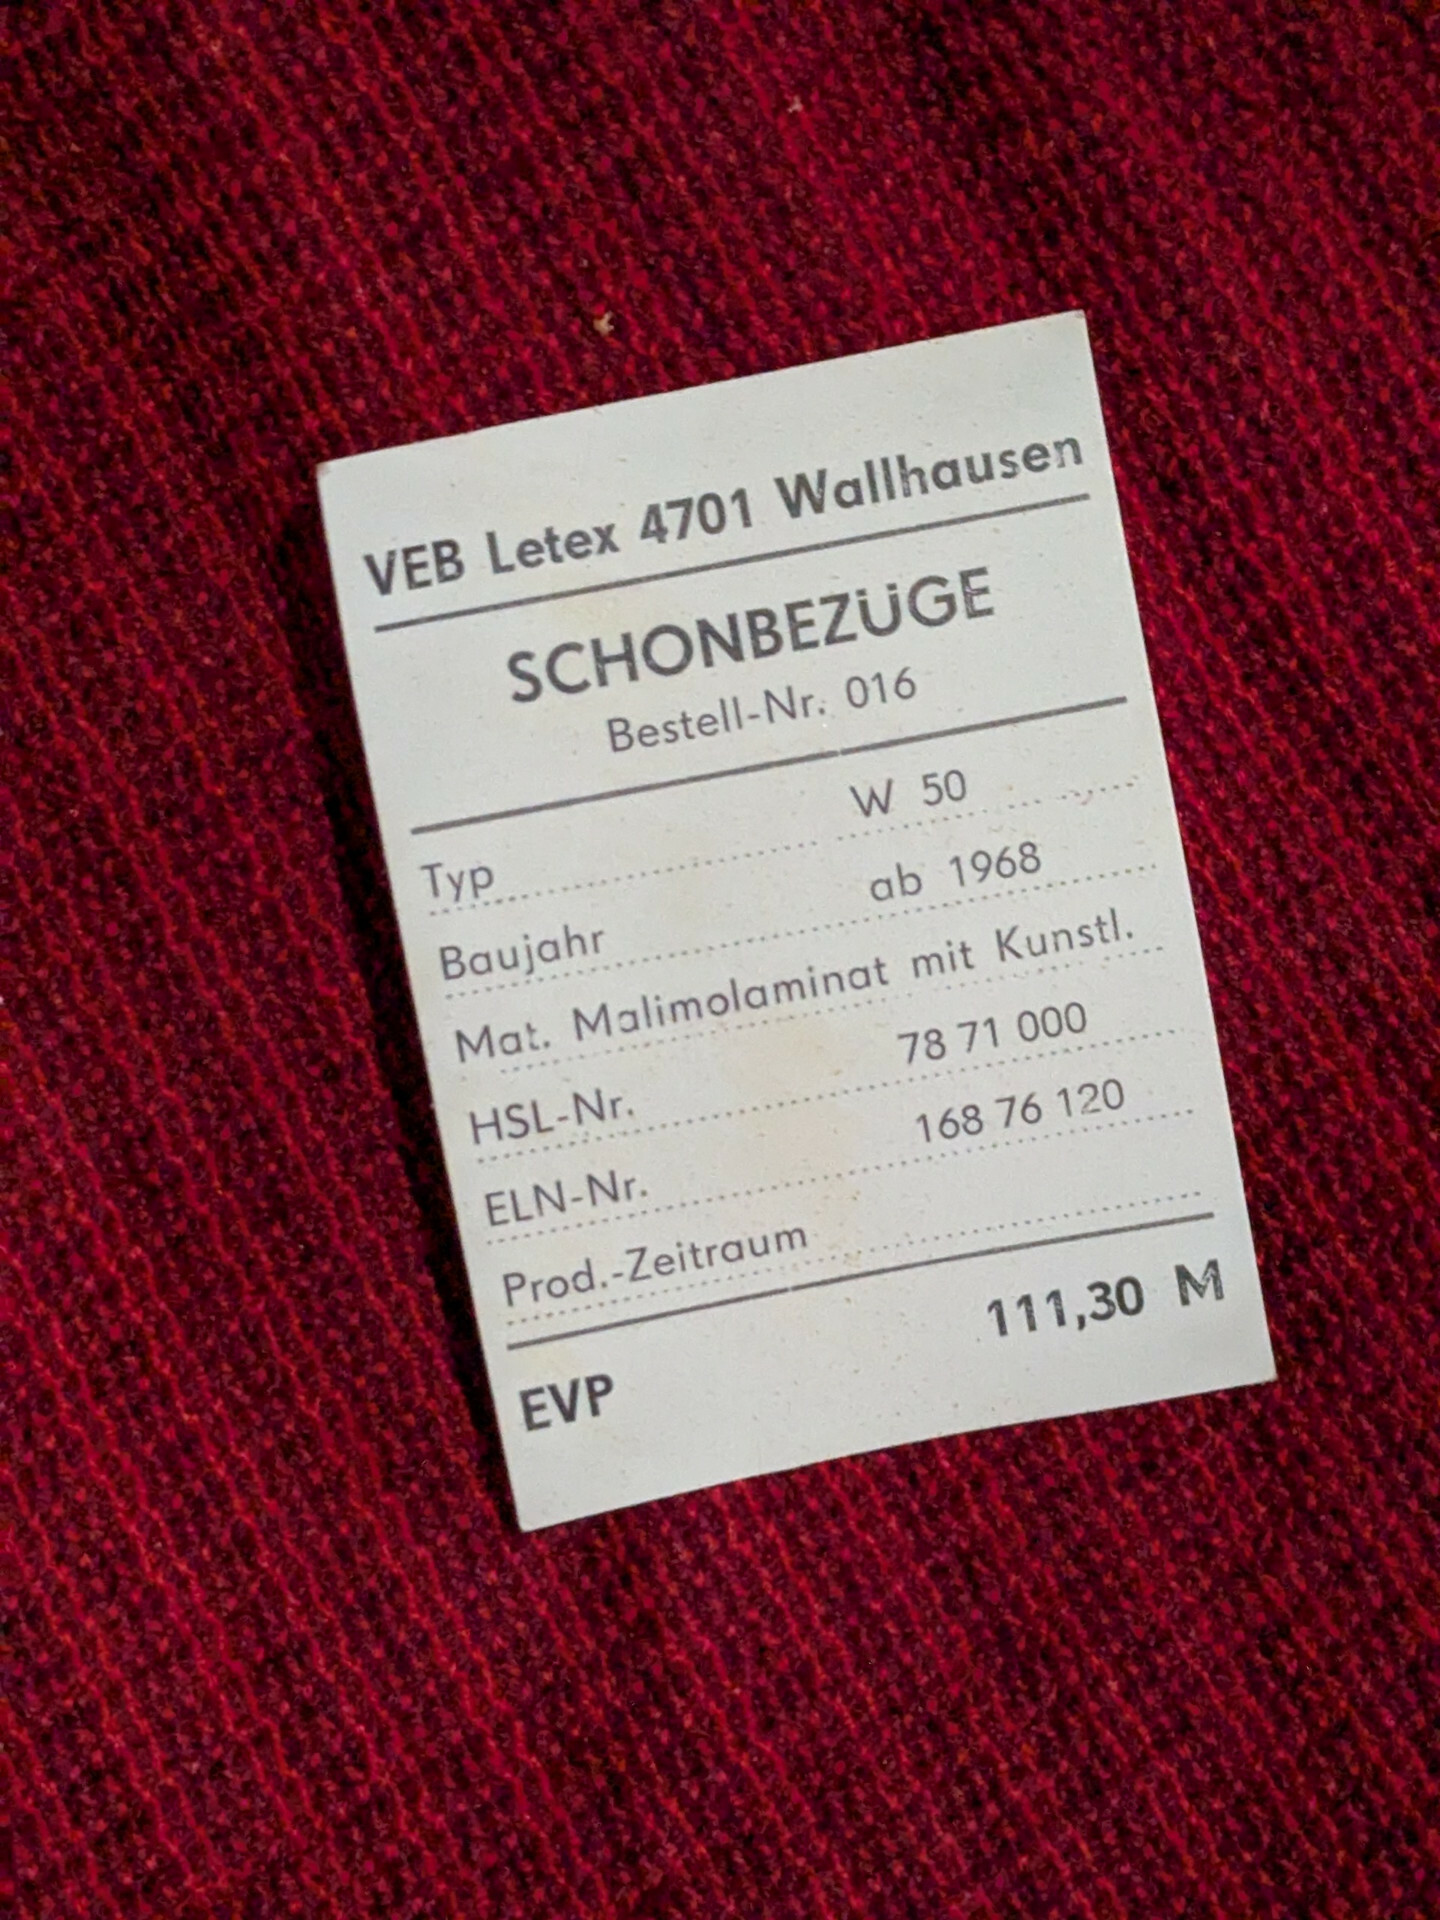 VEB Letex 4701 Wallhausen
SCHONBEZÜGE
Bestell-Nr. 016
Typ W 50
Baujahr ab 1968
Mat. Malimolaminat mit Kunstl.
HSL-Nr. 78 71 000
ELN-Nr. 168 76 120
Prod.-Zeitraum
EVP 111,30 M